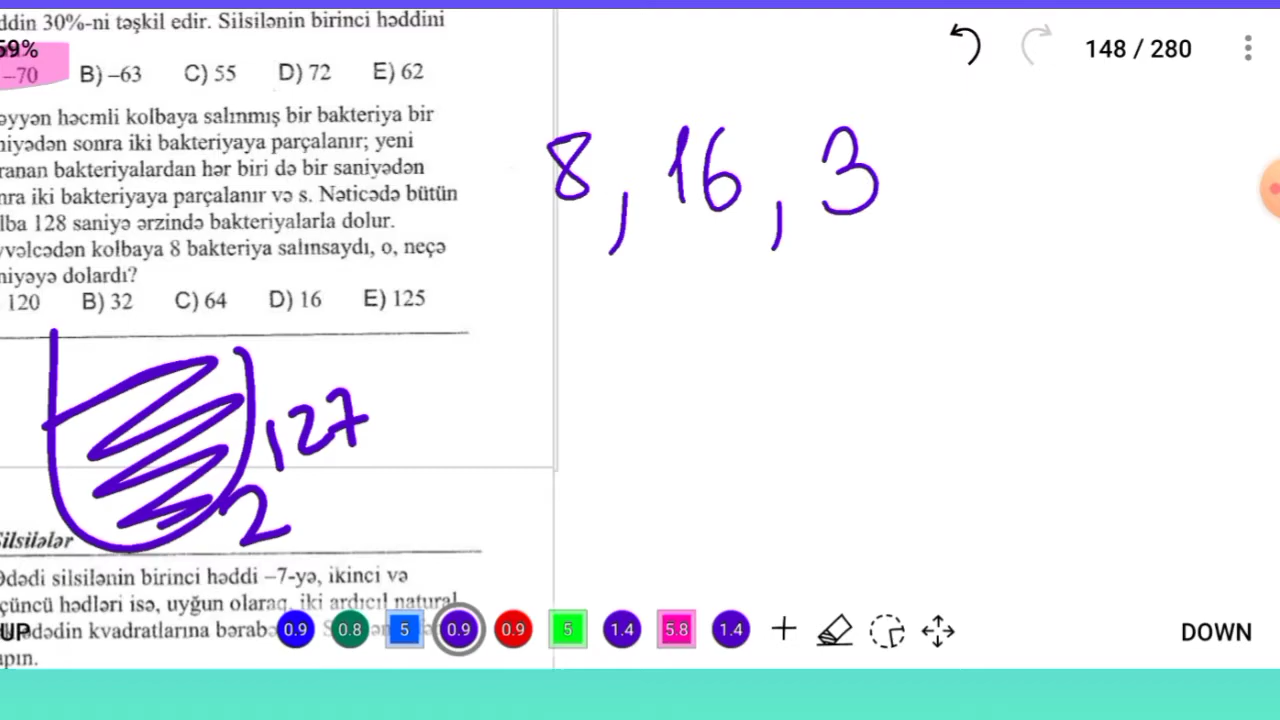 ddin 30%-ni təşkil edir. Silsilənin birinci həddini
59%
–70 B) –63 C) 55 D) 72 E) 62
əyyən həcmli kolbaya salınmış bir bakteriya bir
niyədən sonra iki bakteriyaya parçalanır; yeni
ranan bakteriyalardan hər biri də bir saniyədən
nra iki bakteriyaya parçalanır və s. Nəticədə bütün
lba 128 saniyə ərzində bakteriyalarla dolur.
vvəlcədən kolbaya 8 bakteriya salınsaydı, o, neçə
niyəyə dolardı?
120 B) 32 C) 64 D) 16 E) 125
148 / 280
8, 16, 3
127
2
Silsilələr
Ədədi silsilənin birinci həddi –7-yə, ikinci və
çüncü hədləri isə, uyğun olaraq, iki ardıcıl natural
ədədin kvadratlarına bərabə
apın.
UP 0.9 0.8 5 0.9 0.9 5 1.4 5.8 1.4 DOWN